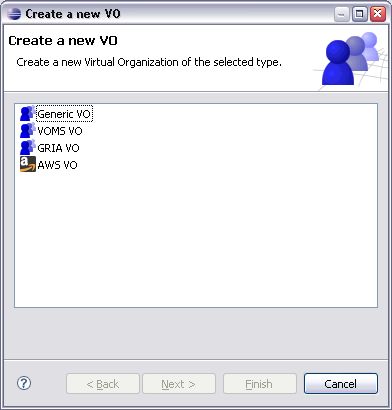 Create a new VO
Create a new VO
Create a new Virtual Organization of the selected type.
Generic VO
VOMS VO
GRIA VO
AWS VO
< Back
Next >
Finish
Cancel